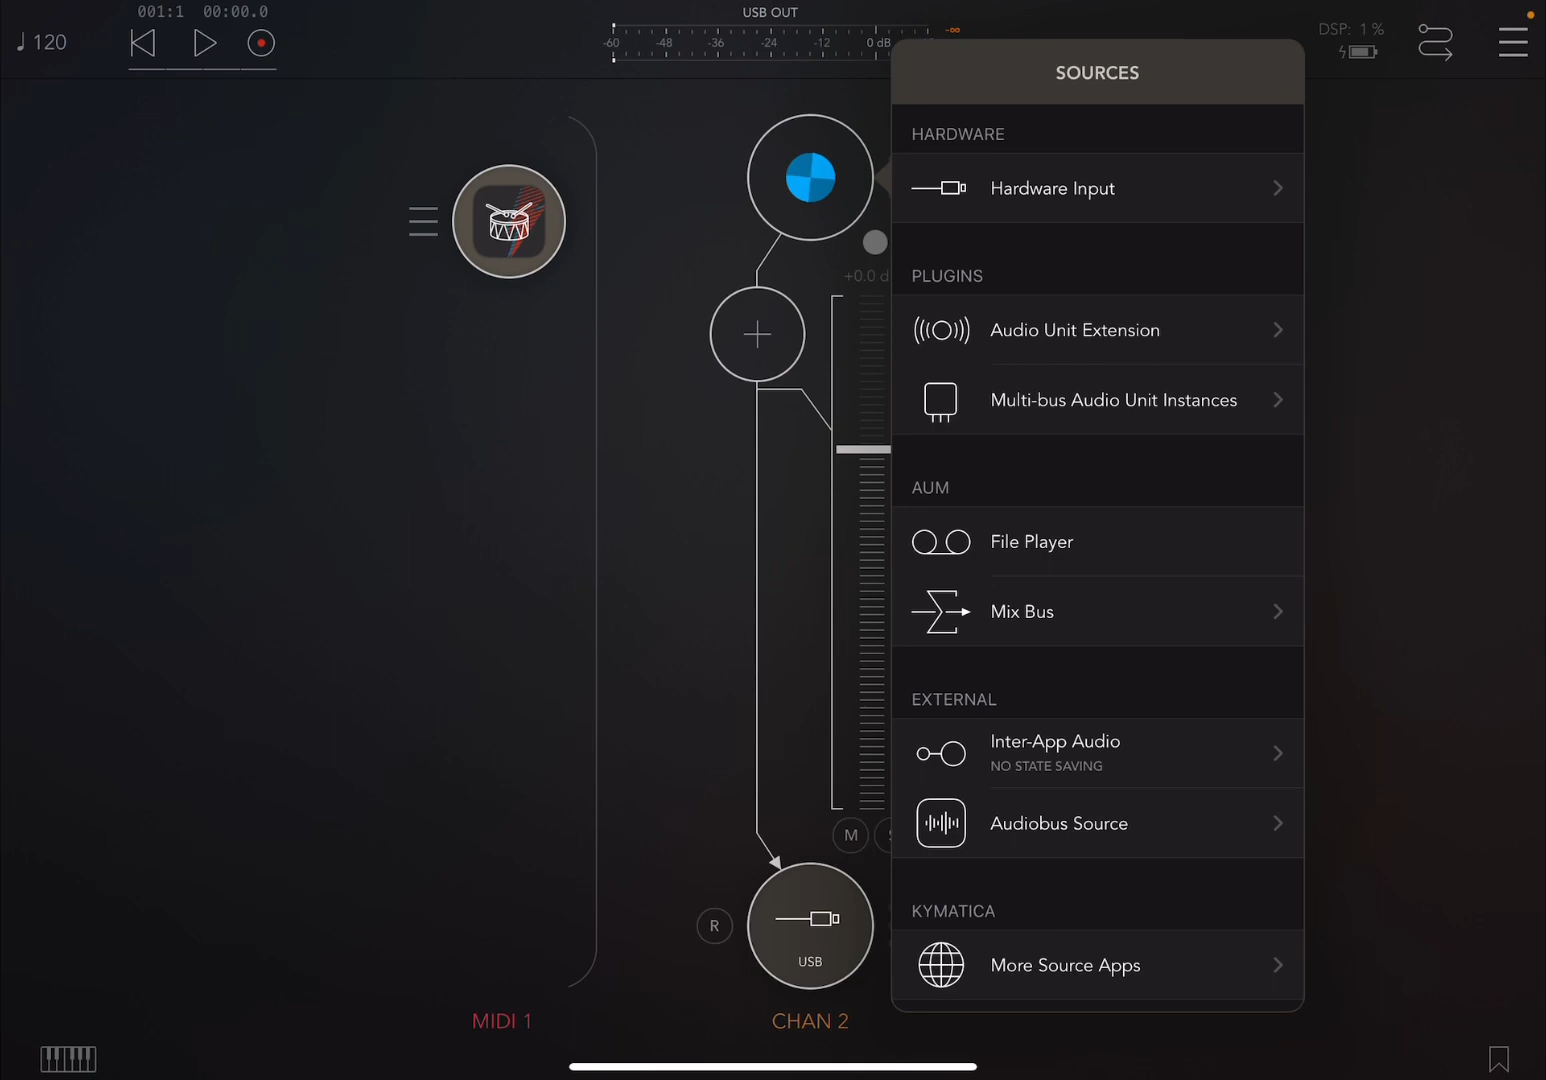 001:1 00:00.0
120
USB OUT
-60 -48 -36 -24 -12 0 dB
-∞
DSP: 1 %
SOURCES
HARDWARE
Hardware Input
PLUGINS
Audio Unit Extension
Multi-bus Audio Unit Instances
AUM
File Player
Mix Bus
EXTERNAL
Inter-App Audio
NO STATE SAVING
Audiobus Source
KYMATICA
More Source Apps
+0.0 d
M
R
USB
MIDI 1
CHAN 2